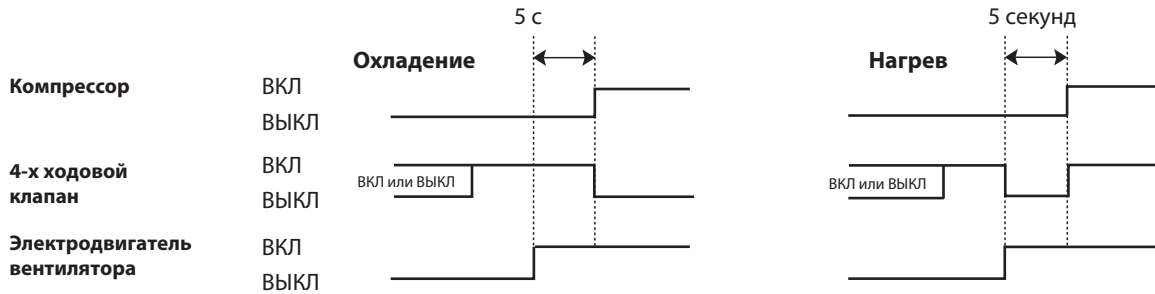 5 с
5 секунд
Охладение
Нагрев
Компрессор
ВКЛ
ВЫКЛ
4-х ходовой
клапан
ВКЛ
ВЫКЛ
ВКЛ или ВЫКЛ
ВКЛ или ВЫКЛ
Электродвигатель
вентилятора
ВКЛ
ВЫКЛ